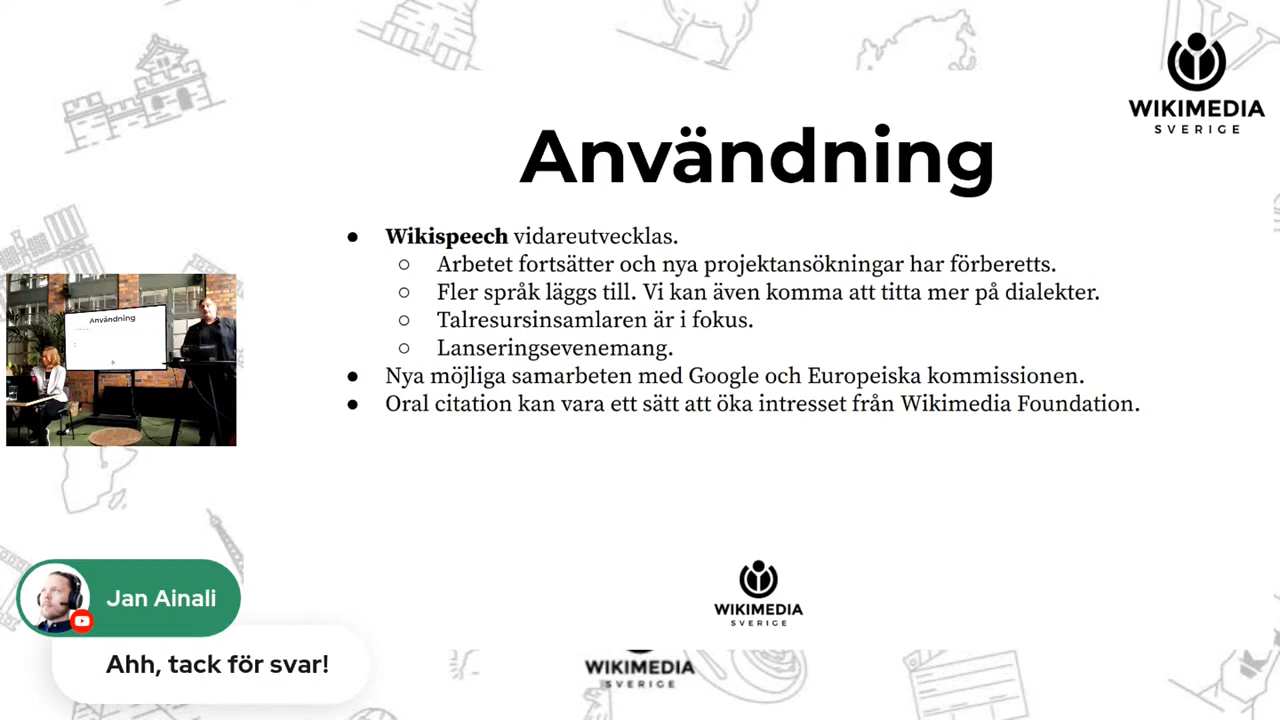 WIKIMEDIA
SVERIGE
Användning
● Wikispeech vidareutvecklas.
○ Arbetet fortsätter och nya projektansökningar har förberetts.
○ Fler språk läggs till. Vi kan även komma att titta mer på dialekter.
○ Talresursinsamlaren är i fokus.
○ Lanseringsevenemang.
● Nya möjliga samarbeten med Google och Europeiska kommissionen.
● Oral citation kan vara ett sätt att öka intresset från Wikimedia Foundation.
Användning
WIKIMEDIA
SVERIGE
Jan Ainali
Ahh, tack för svar!
WIKIMEDIA
SVERIGE